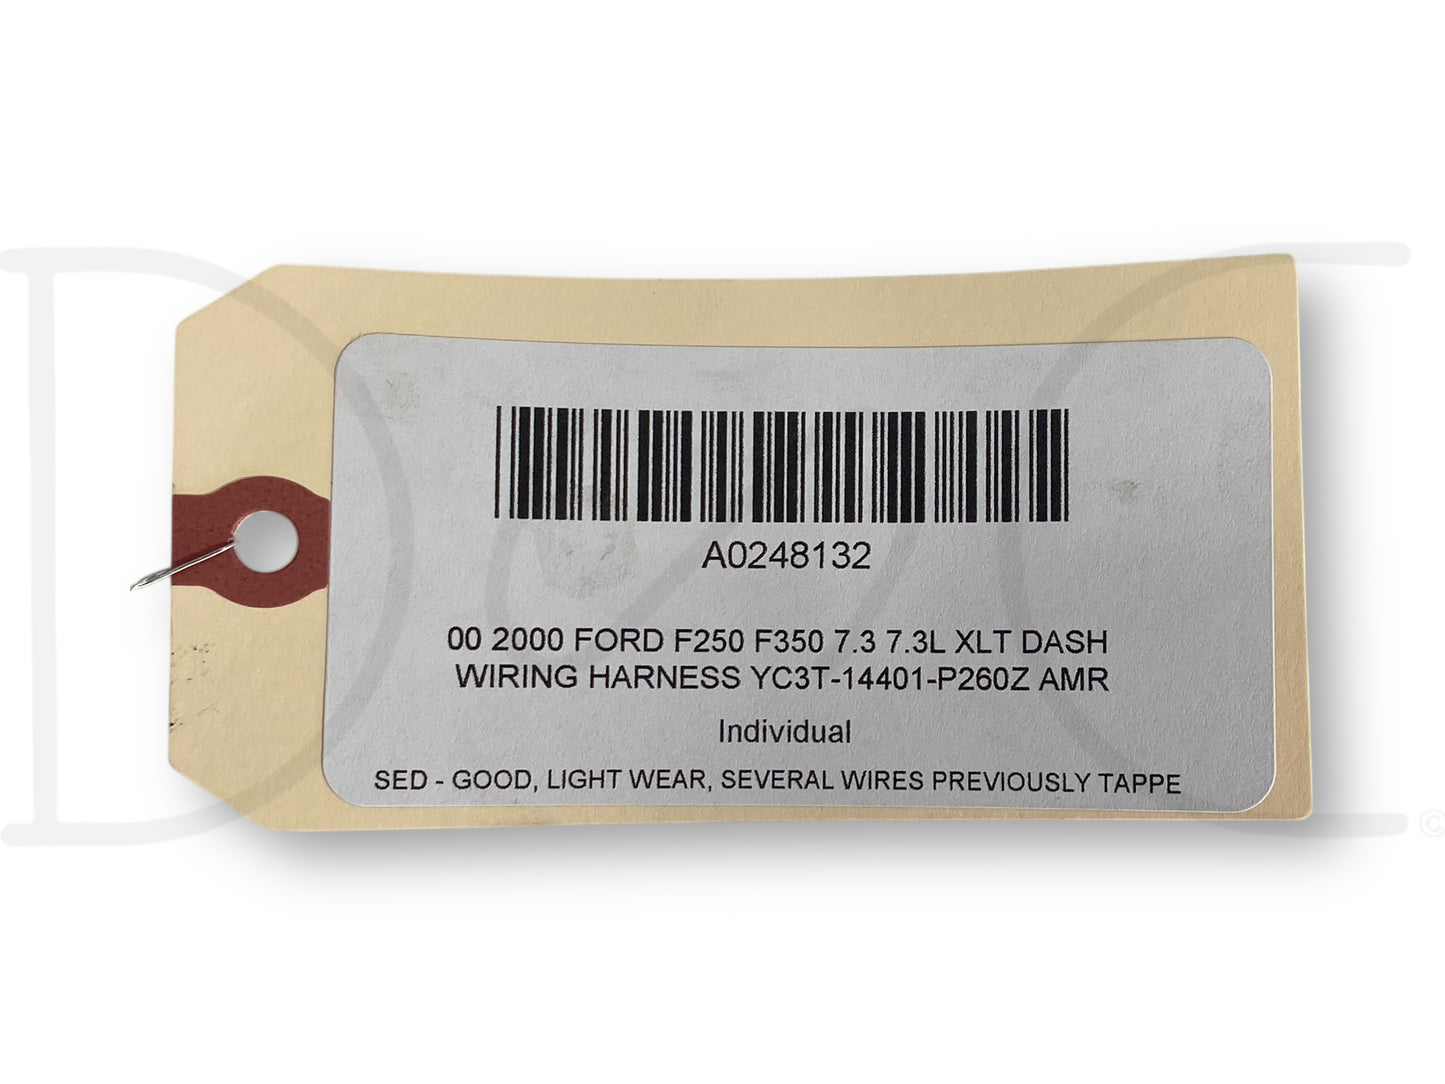 A0248132
00 2000 FORD F250 F350 7.3 7.3L XLT DASH
WIRING HARNESS YC3T-14401-P260Z AMR
Individual
SED - GOOD, LIGHT WEAR, SEVERAL WIRES PREVIOUSLY TAPPE
©